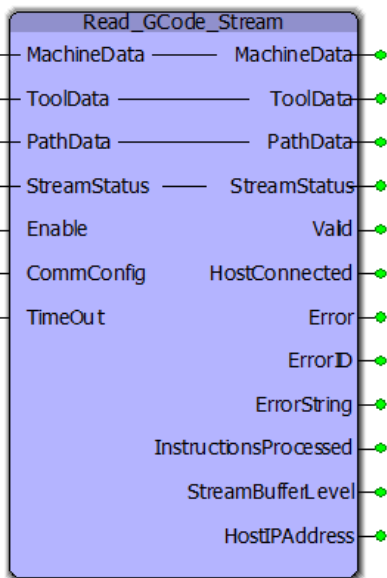 Read_GCode_Stream
MachineData MachineData
ToolData ToolData
PathData PathData
StreamStatus StreamStatus
Enable Valid
CommConfig HostConnected
TimeOut Error
ErrorID
ErrorString
InstructionsProcessed
StreamBufferLevel
HostIPAddress